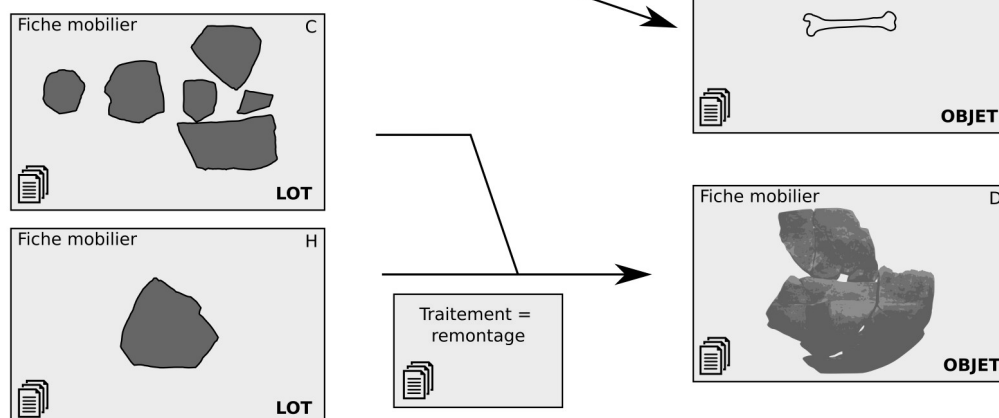 Fiche mobilier C
LOT
OBJET
Fiche mobilier H
LOT
Traitement =
remontage
Fiche mobilier D
OBJET